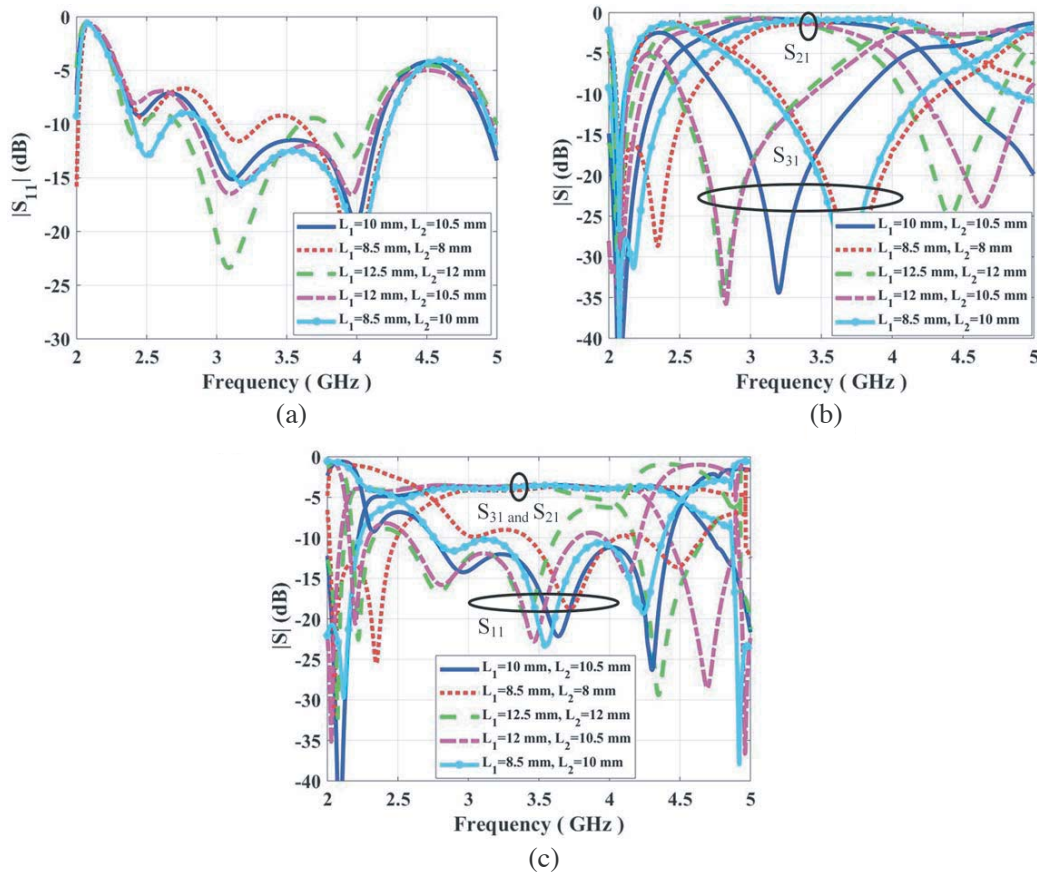 0
-5
-10
-15
-20
-25
-30
|S11| (dB)
L1=10 mm, L2=10.5 mm
L1=8.5 mm, L2=8 mm
L1=12.5 mm, L2=12 mm
L1=12 mm, L2=10.5 mm
L1=8.5 mm, L2=10 mm
2 2.5 3 3.5 4 4.5 5
Frequency ( GHz )
(a)
0
-5
-10
-15
-20
-25
-30
-35
-40
|S| (dB)
S21
S31
L1=10 mm, L2=10.5 mm
L1=8.5 mm, L2=8 mm
L1=12.5 mm, L2=12 mm
L1=12 mm, L2=10.5 mm
L1=8.5 mm, L2=10 mm
2 2.5 3 3.5 4 4.5 5
Frequency ( GHz )
(b)
0
-5
-10
-15
-20
-25
-30
-35
-40
|S| (dB)
S31 and S21
S11
L1=10 mm, L2=10.5 mm
L1=8.5 mm, L2=8 mm
L1=12.5 mm, L2=12 mm
L1=12 mm, L2=10.5 mm
L1=8.5 mm, L2=10 mm
2 2.5 3 3.5 4 4.5 5
Frequency ( GHz )
(c)